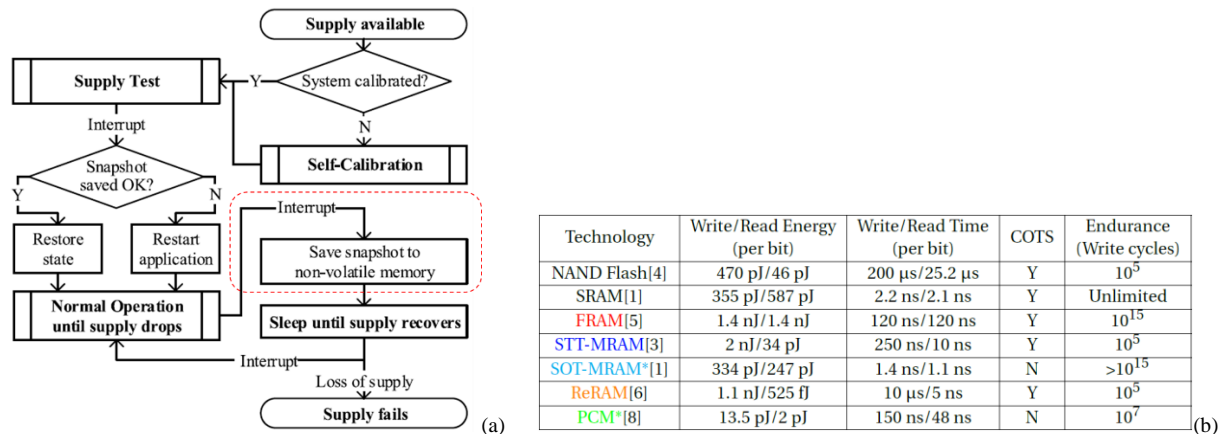 Supply available
System calibrated?
Y
N
Self-Calibration
Supply Test
Interrupt
Snapshot
saved OK?
Y
N
Restore
state
Restart
application
Normal Operation
until supply drops
Interrupt
Save snapshot to
non-volatile memory
Sleep until supply recovers
Interrupt
Loss of supply
Supply fails
(a)
Technology Write/Read Energy (per bit) Write/Read Time (per bit) COTS Endurance (Write cycles)
NAND Flash[4] 470 pJ/46 pJ 200 μs/25.2 μs Y 10^5
SRAM[1] 355 pJ/587 pJ 2.2 ns/2.1 ns Y Unlimited
FRAM[5] 1.4 nJ/1.4 nJ 120 ns/120 ns Y 10^15
STT-MRAM[3] 2 nJ/34 pJ 250 ns/10 ns Y 10^5
SOT-MRAM*[1] 334 pJ/247 pJ 1.4 ns/1.1 ns N >10^15
ReRAM[6] 1.1 nJ/525 fJ 10 μs/5 ns Y 10^5
PCM*[8] 13.5 pJ/2 pJ 150 ns/48 ns N 10^7
(b)